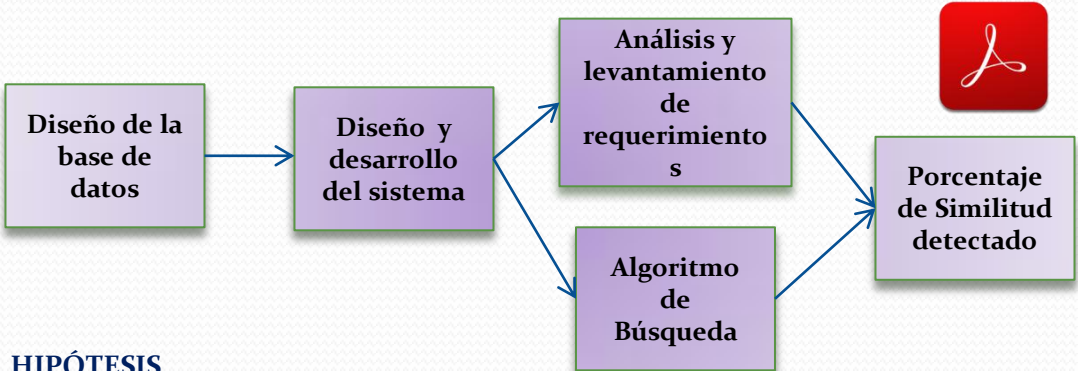 Diseño de la
base de
datos
Diseño y
desarrollo
del sistema
Análisis y
levantamiento
de
requerimiento
s
Algoritmo
de
Búsqueda
Porcentaje
de Similitud
detectado
HIPÓTESIS